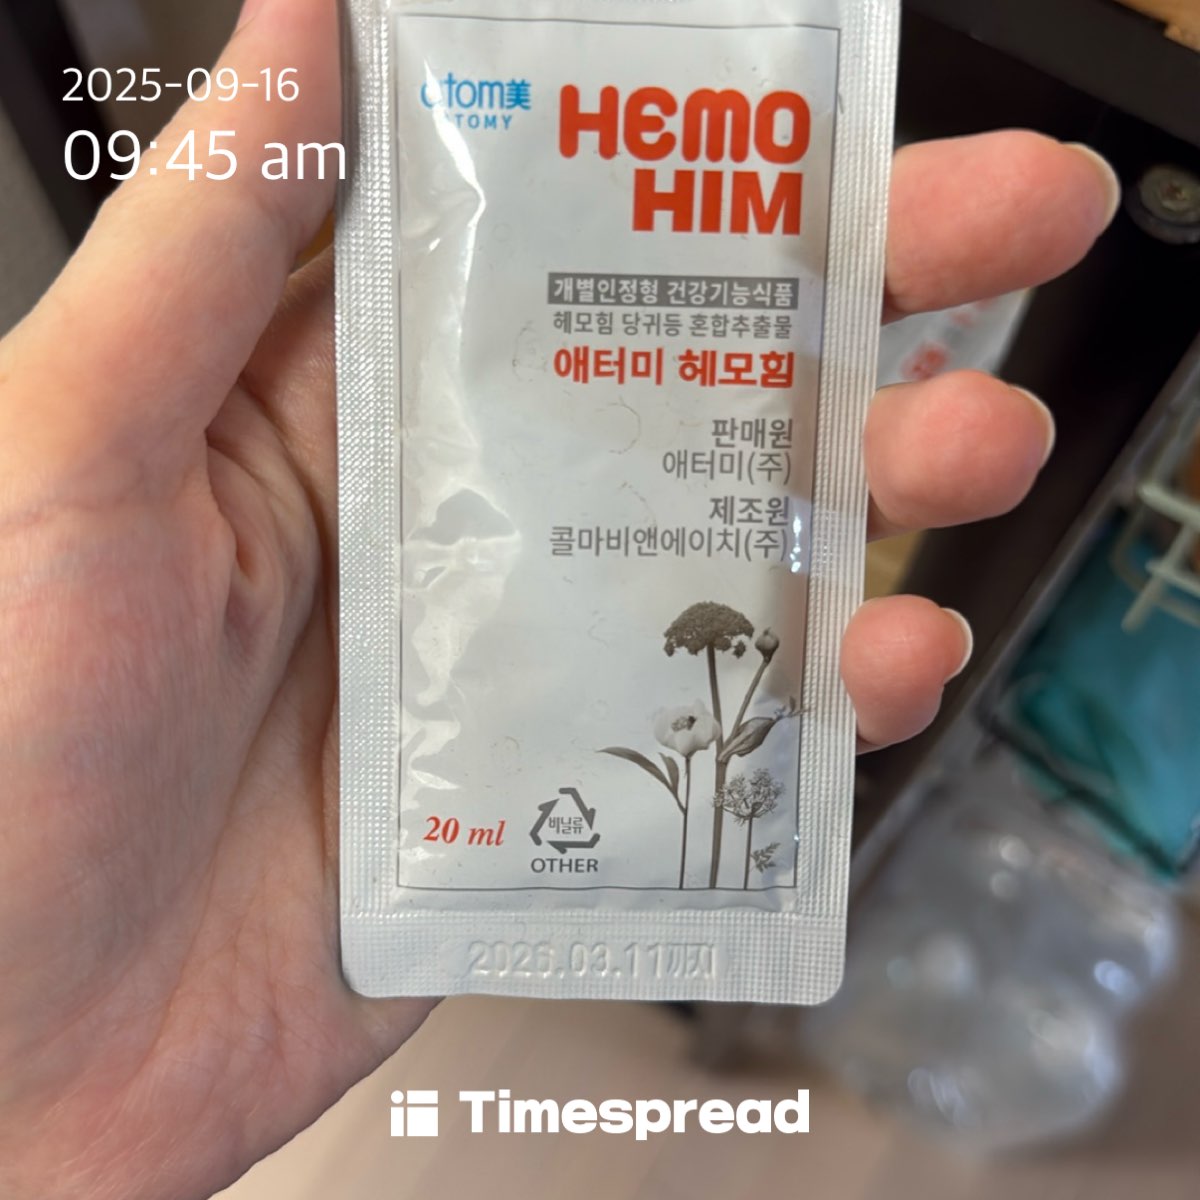 2025-09-16
09:45 am
atom美
ATOMY
HEMO
HIM
개별인정형 건강기능식품
헤모힘 당귀등 혼합추출물
애터미 헤모힘
판매원
애터미(주)
제조원
콜마비앤에이치(주)
20 ml
비닐류
OTHER
2026.03.11까지
Timespread